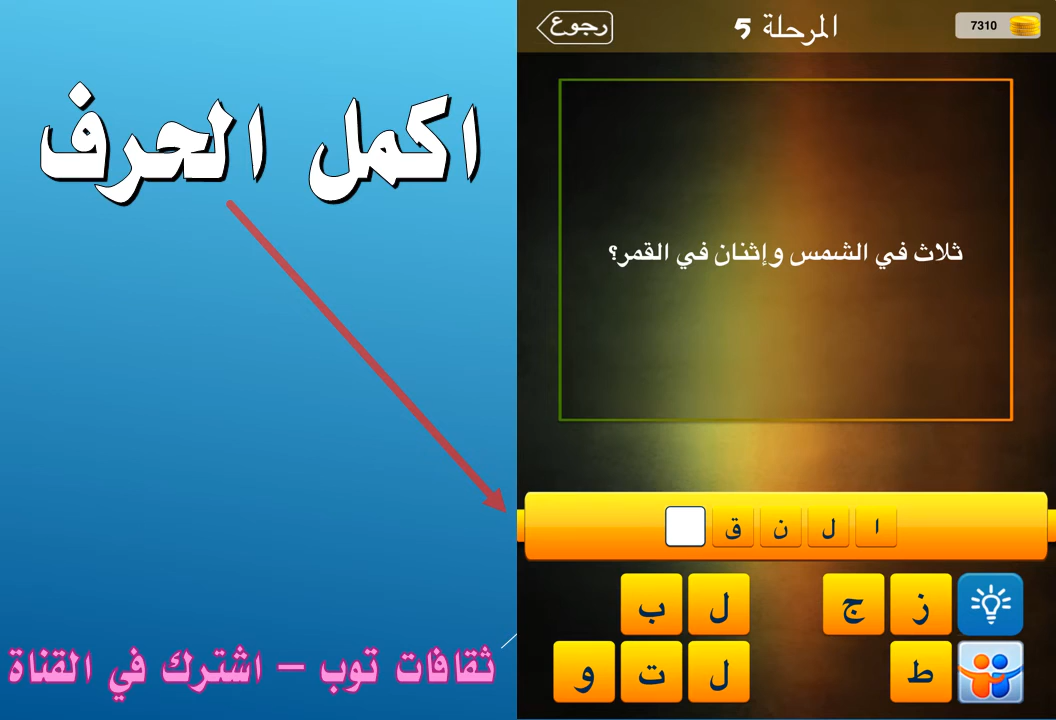 رجوع
المرحلة 5
7310
اكمل الحرف
ثلاث في الشمس وإثنان في القمر؟
ا ل ن ق
ز ج ل ب
ط ل ت و
ثقافات توب – اشترك في القناة